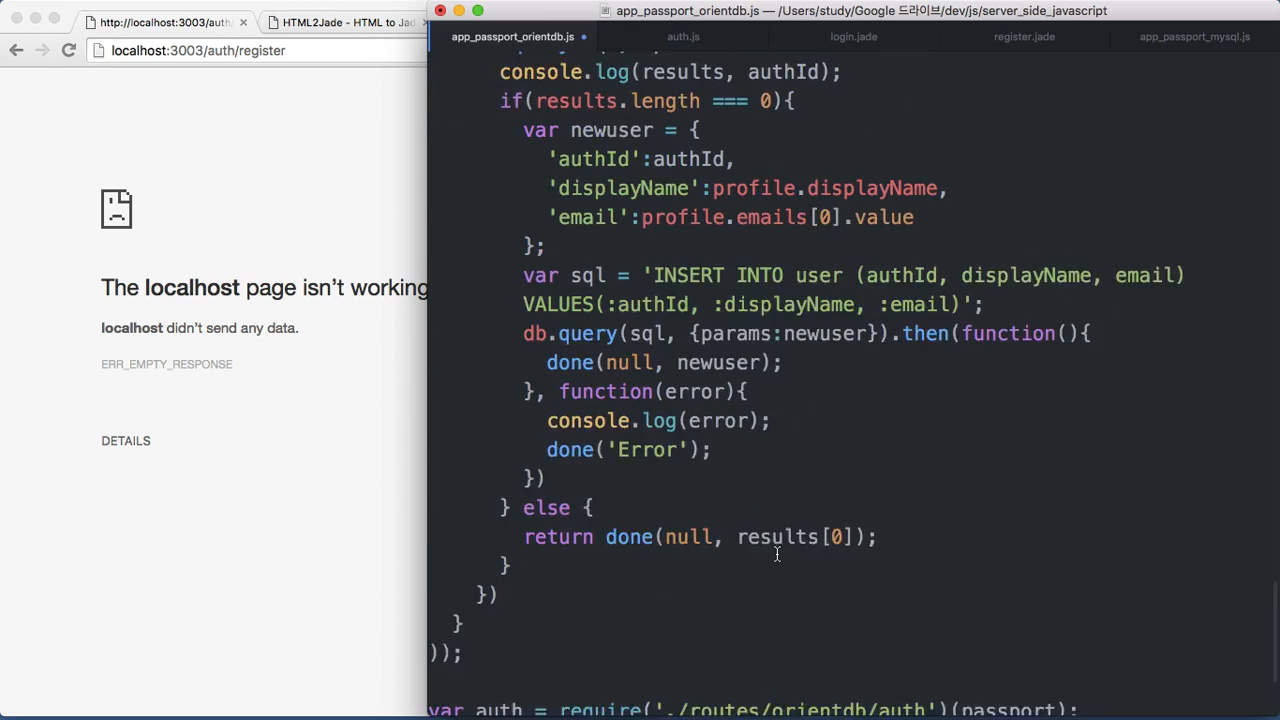 http://localhost:3003/auth/
HTML2Jade - HTML to Jad
localhost:3003/auth/register
The localhost page isn’t working
localhost didn’t send any data.
ERR_EMPTY_RESPONSE
DETAILS
app_passport_orientdb.js — /Users/study/Google 드라이브/dev/js/server_side_javascript
app_passport_orientdb.js
auth.js
login.jade
register.jade
app_passport_mysql.js
console.log(results, authId);
if(results.length === 0){
var newuser = {
'authId':authId,
'displayName':profile.displayName,
'email':profile.emails[0].value
};
var sql = 'INSERT INTO user (authId, displayName, email)
VALUES(:authId, :displayName, :email)';
db.query(sql, {params:newuser}).then(function(){
done(null, newuser);
}, function(error){
console.log(error);
done('Error');
})
} else {
return done(null, results[0]);
}
})
}
));
var auth = require('./routes/orientdb/auth')(passport);